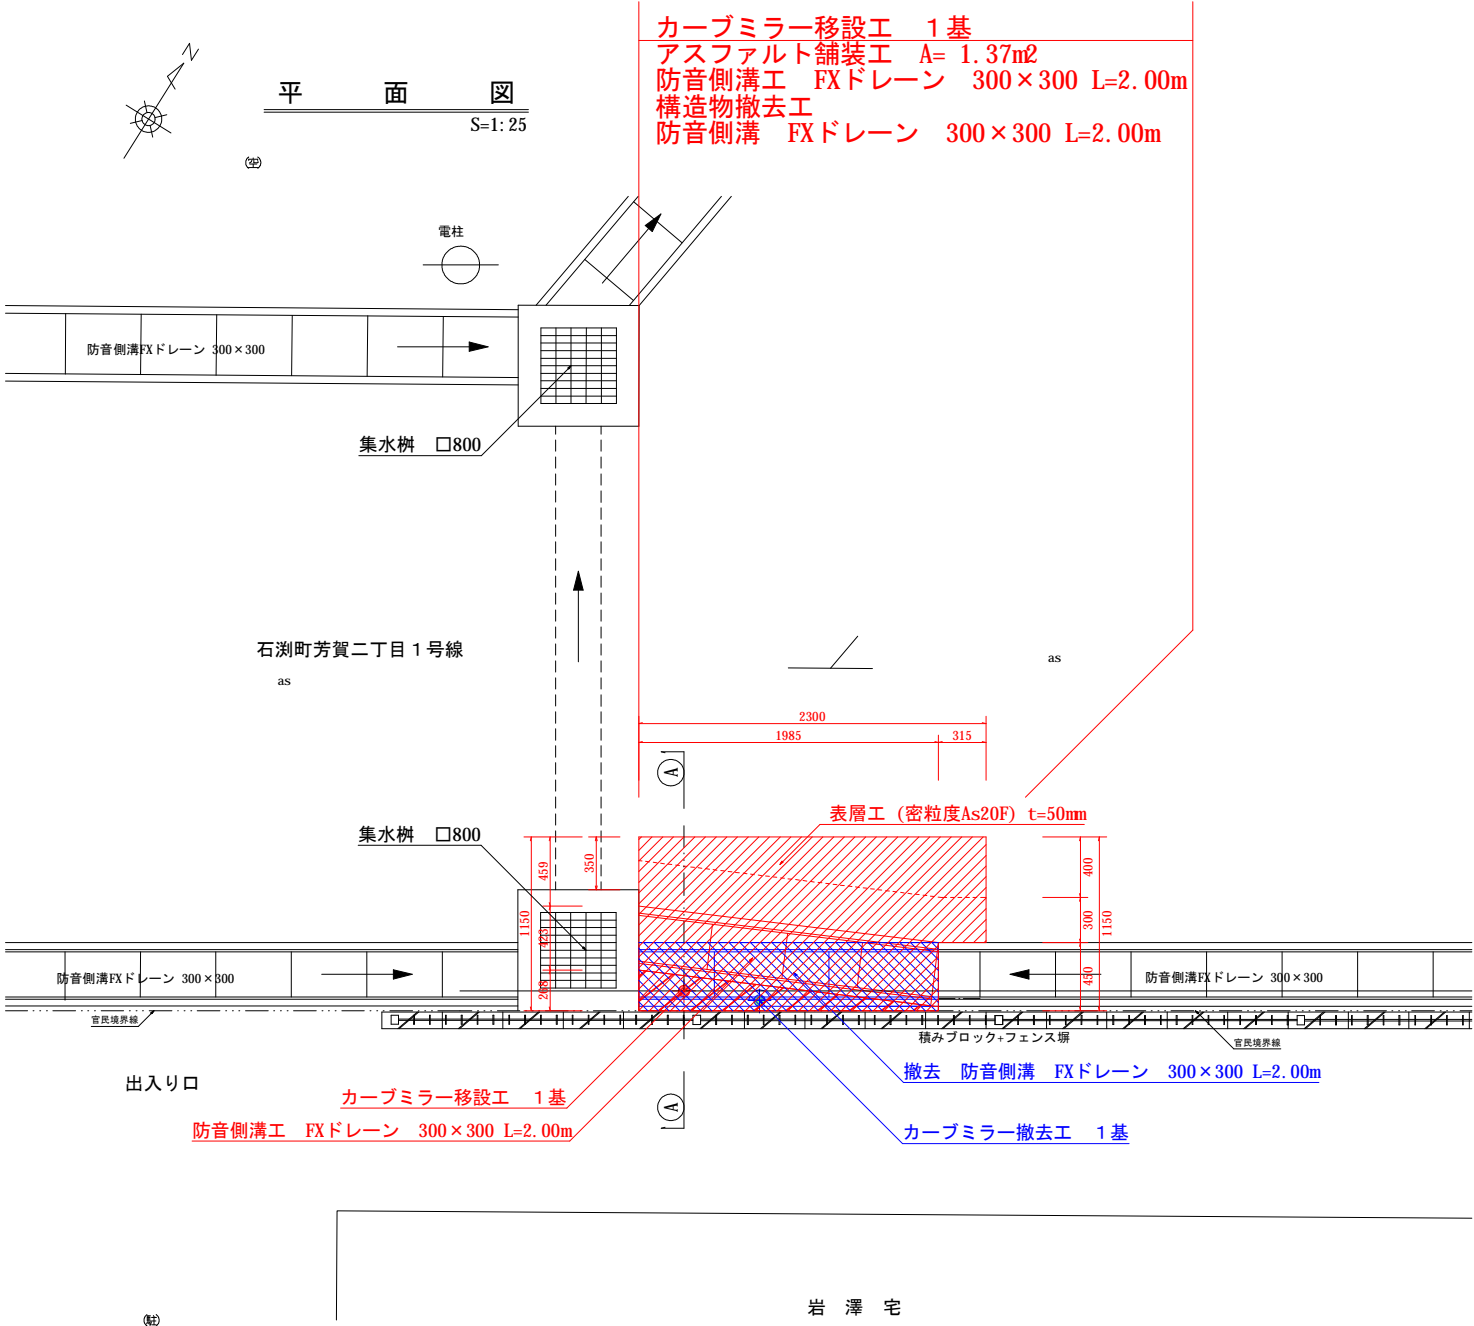 カーブミラー移設工　１基
アスファルト舗装工　A= 1.37m2
防音側溝工　FXドレーン　300×300 L=2.00m
構造物撤去工
防音側溝　FXドレーン　300×300 L=2.00m
N
平　面　図
S=1:25
電柱
防音側溝FXドレーン 300×300
集水桝　□800
石渕町芳賀二丁目１号線
as
as
2300
1985
315
A
表層工 (密粒度As20F) t=50mm
集水桝　□800
350
459
1150
423
268
400
300
1150
450
防音側溝FXドレーン 300×300
防音側溝FXドレーン 300×300
官民境界線
積みブロック+フェンス塀
官民境界線
出入り口
撤去　防音側溝　FXドレーン　300×300 L=2.00m
カーブミラー移設工　１基
A
防音側溝工　FXドレーン　300×300 L=2.00m
カーブミラー撤去工　１基
岩　澤　宅